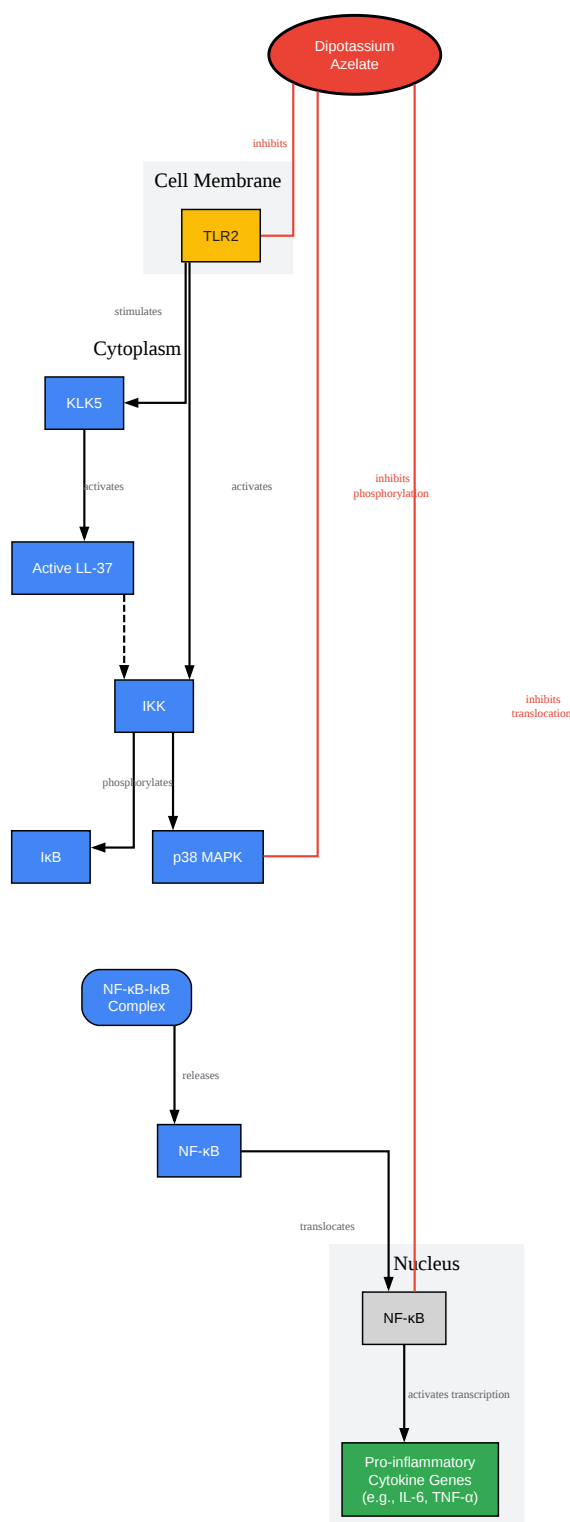 Dipotassium
Azelate
inhibits
Cell Membrane
TLR2
stimulates
Cytoplasm
KLK5
activates
activates
inhibits
phosphorylation
Active LL-37
IKK
inhibits
translocation
phosphorylates
IκB
p38 MAPK
NF-κB-IκB
Complex
releases
NF-κB
translocates
Nucleus
NF-κB
activates transcription
Pro-inflammatory
Cytokine Genes
(e.g., IL-6, TNF-α)